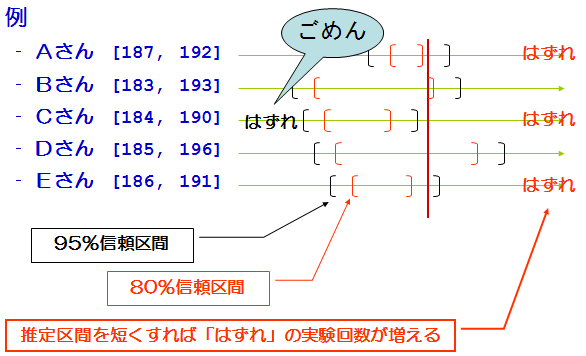 例
ごめん
- Aさん [187, 192] はずれ
- Bさん [183, 193]
- Cさん [184, 190] はずれ はずれ
- Dさん [185, 196]
- Eさん [186, 191] はずれ
95%信頼区間
80%信頼区間
推定区間を短くすれば「はずれ」の実験回数が増える